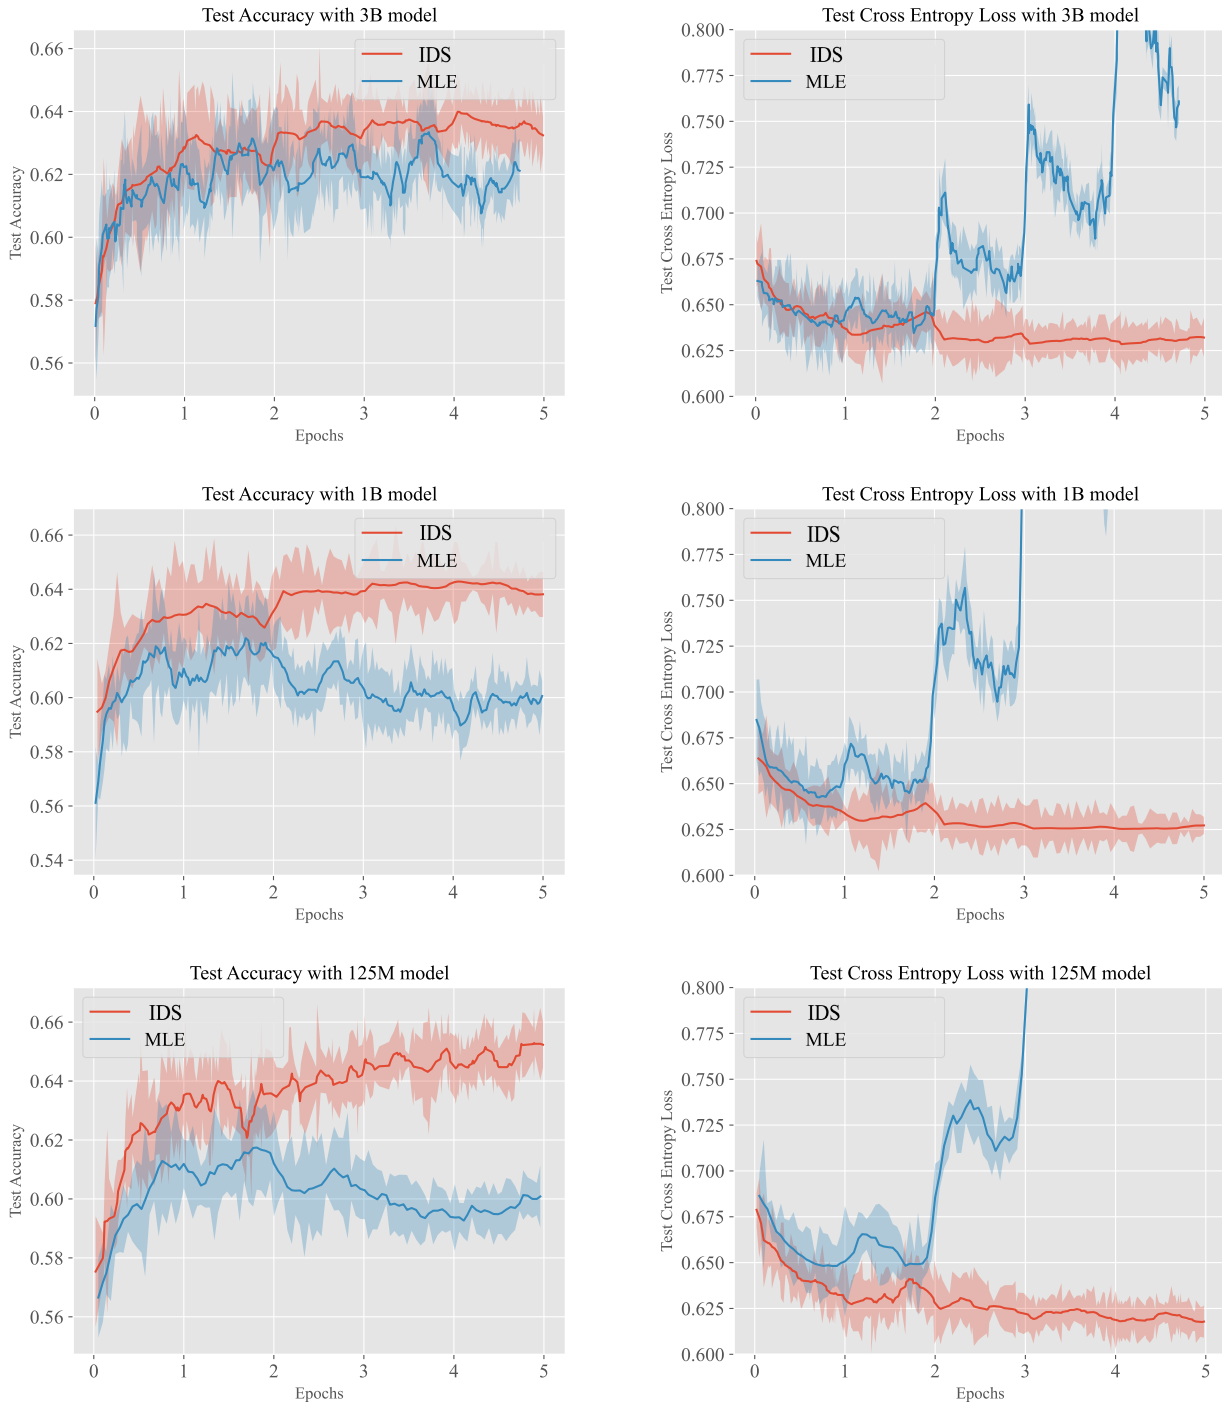 Test Accuracy with 3B model
IDS
MLE
0.66
0.64
0.62
0.60
0.58
0.56
Test Accuracy
0 1 2 3 4 5
Epochs
Test Cross Entropy Loss with 3B model
IDS
MLE
0.800
0.775
0.750
0.725
0.700
0.675
0.650
0.625
0.600
Test Cross Entropy Loss
0 1 2 3 4 5
Epochs
Test Accuracy with 1B model
IDS
MLE
0.66
0.64
0.62
0.60
0.58
0.56
0.54
Test Accuracy
0 1 2 3 4 5
Epochs
Test Cross Entropy Loss with 1B model
IDS
MLE
0.800
0.775
0.750
0.725
0.700
0.675
0.650
0.625
0.600
Test Cross Entropy Loss
0 1 2 3 4 5
Epochs
Test Accuracy with 125M model
IDS
MLE
0.66
0.64
0.62
0.60
0.58
0.56
Test Accuracy
0 1 2 3 4 5
Epochs
Test Cross Entropy Loss with 125M model
IDS
MLE
0.800
0.775
0.750
0.725
0.700
0.675
0.650
0.625
0.600
Test Cross Entropy Loss
0 1 2 3 4 5
Epochs